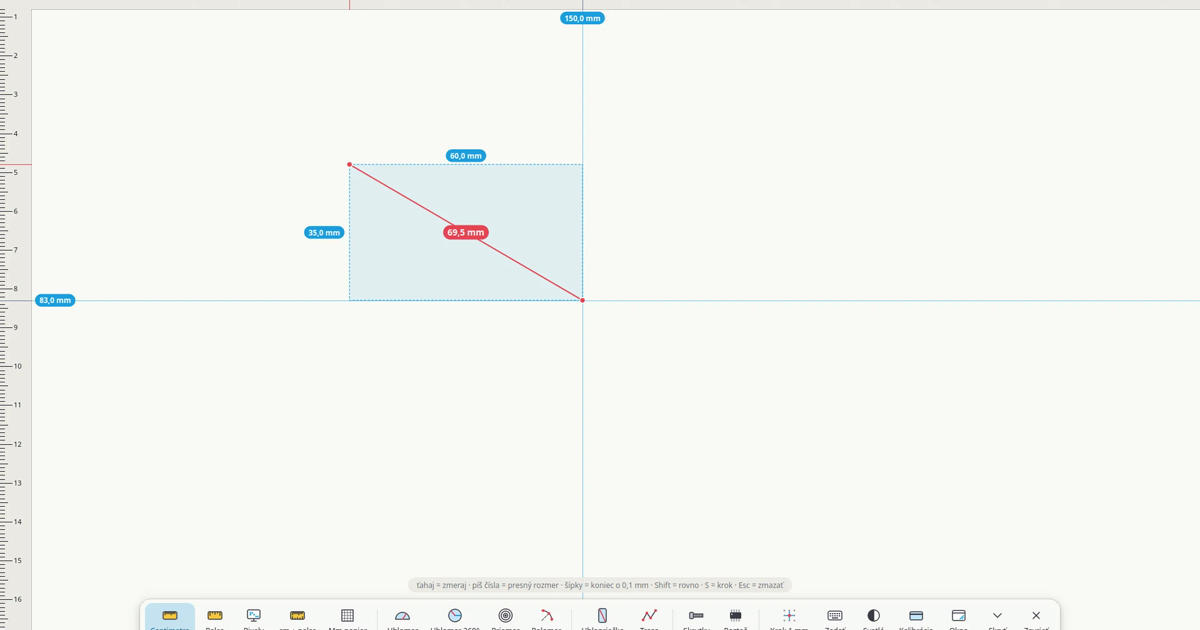 150,0 mm
1
2
3
4
60,0 mm
5
6
35,0 mm
69,5 mm
7
8
83,0 mm
9
10
11
12
13
14
15
ťahaj = zmeraj · píš čísla = presný rozmer · šípky = koniec o 0,1 mm · Shift = rovno · S = krok · Esc = zmazať
16